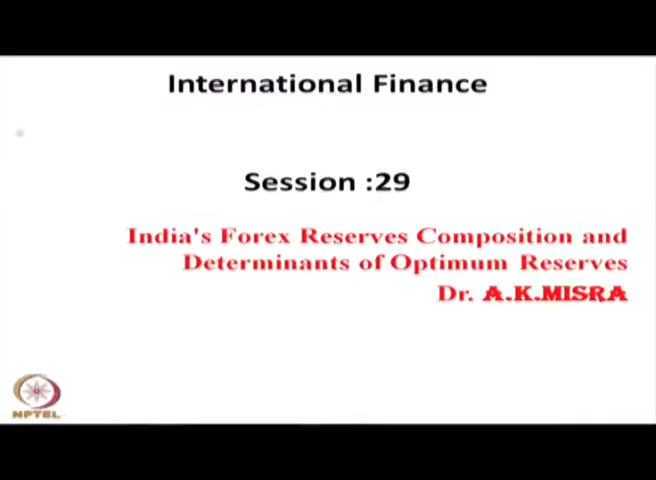 International Finance
Session :29
India's Forex Reserves Composition and
Determinants of Optimum Reserves
Dr. A.K.MISRA
NPTEL